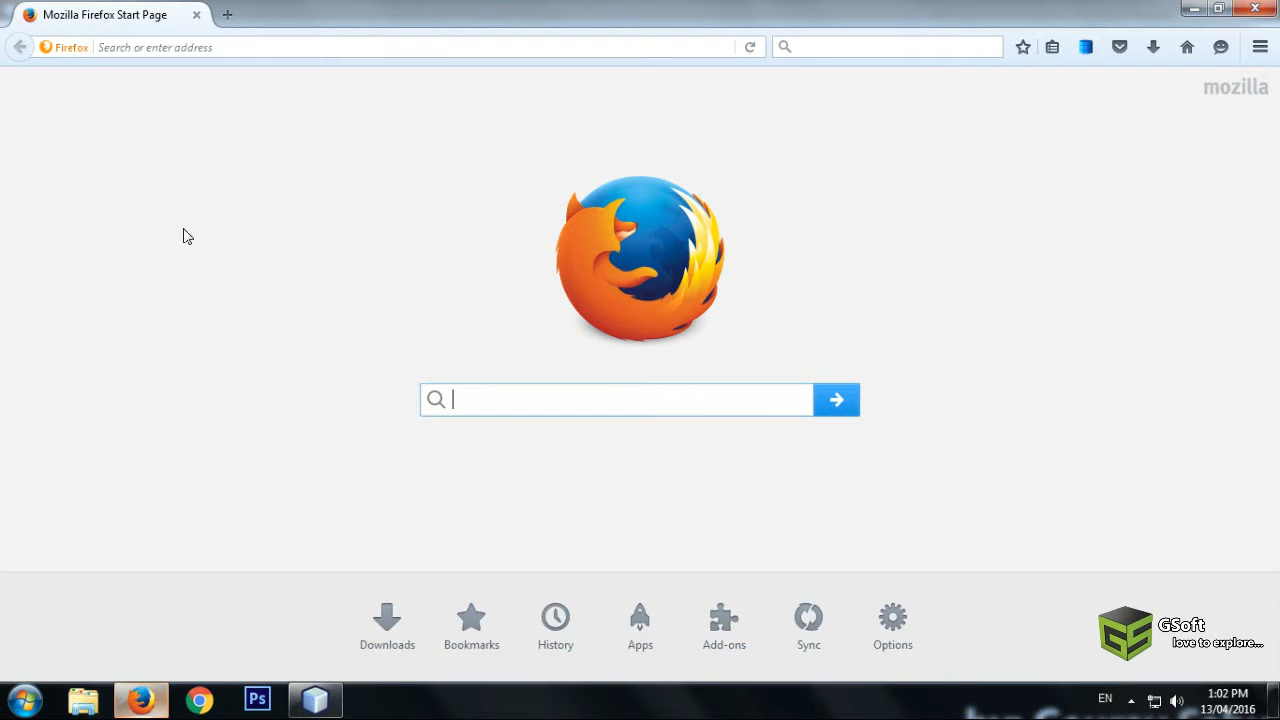 Mozilla Firefox Start Page
Firefox Search or enter address
mozilla
Downloads Bookmarks History Apps Add-ons Sync Options
GSoft
love to explore...
Ps
EN
1:02 PM
13/04/2016